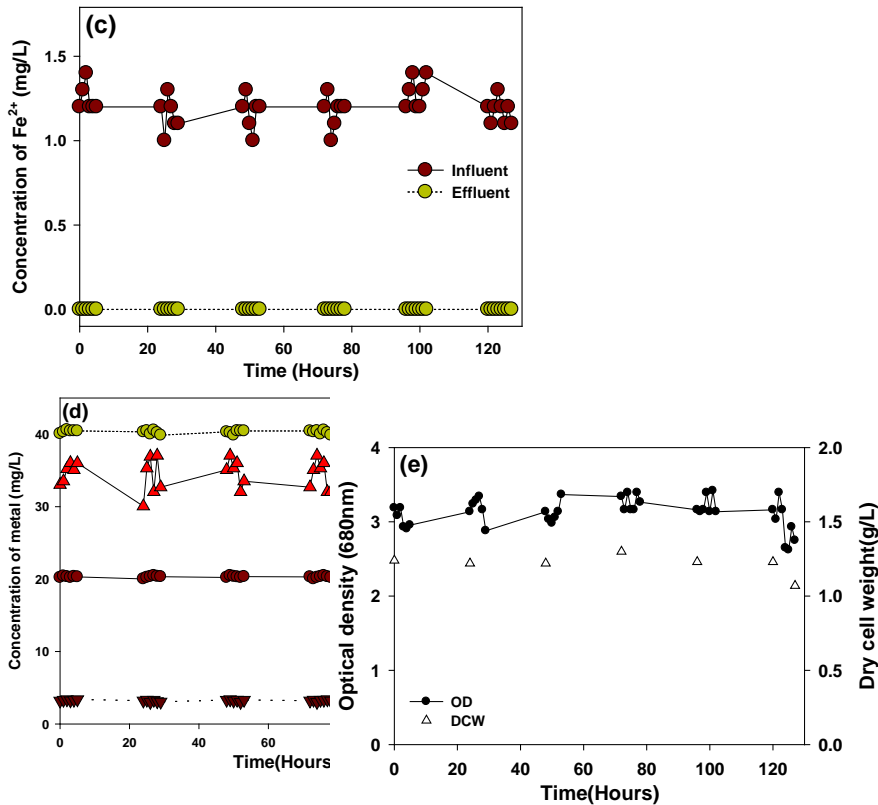 (c)
Concentration of Fe2+ (mg/L)
1.5
1.0
0.5
0.0
Influent
Effluent
0 20 40 60 80 100 120
Time (Hours)
(d)
Concentration of metal (mg/L)
40
30
20
10
0
0 20 40 60
Time(Hours
(e)
Optical density (680nm)
4
3
2
1
0
OD
DCW
0 20 40 60 80 100 120
Time(Hours)
2.0
1.5
1.0
0.5
0.0
Dry cell weight(g/L)